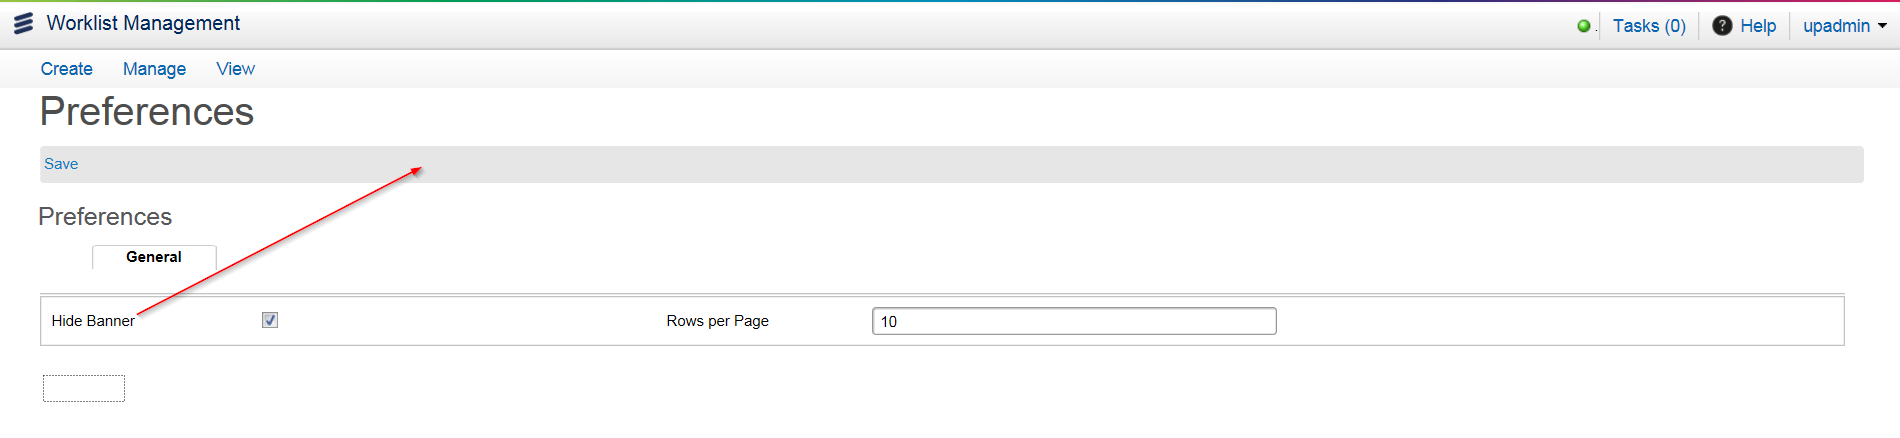 Worklist Management
. Tasks (0) ? Help upadmin
Create Manage View
Preferences
Save
Preferences
General
Hide Banner Rows per Page 10